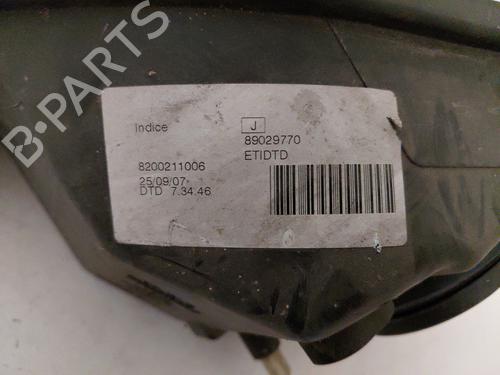 Indice J
89029770
ETIDTD
8200211006
25/09/07
DTD 7.34.46
B-PARTS